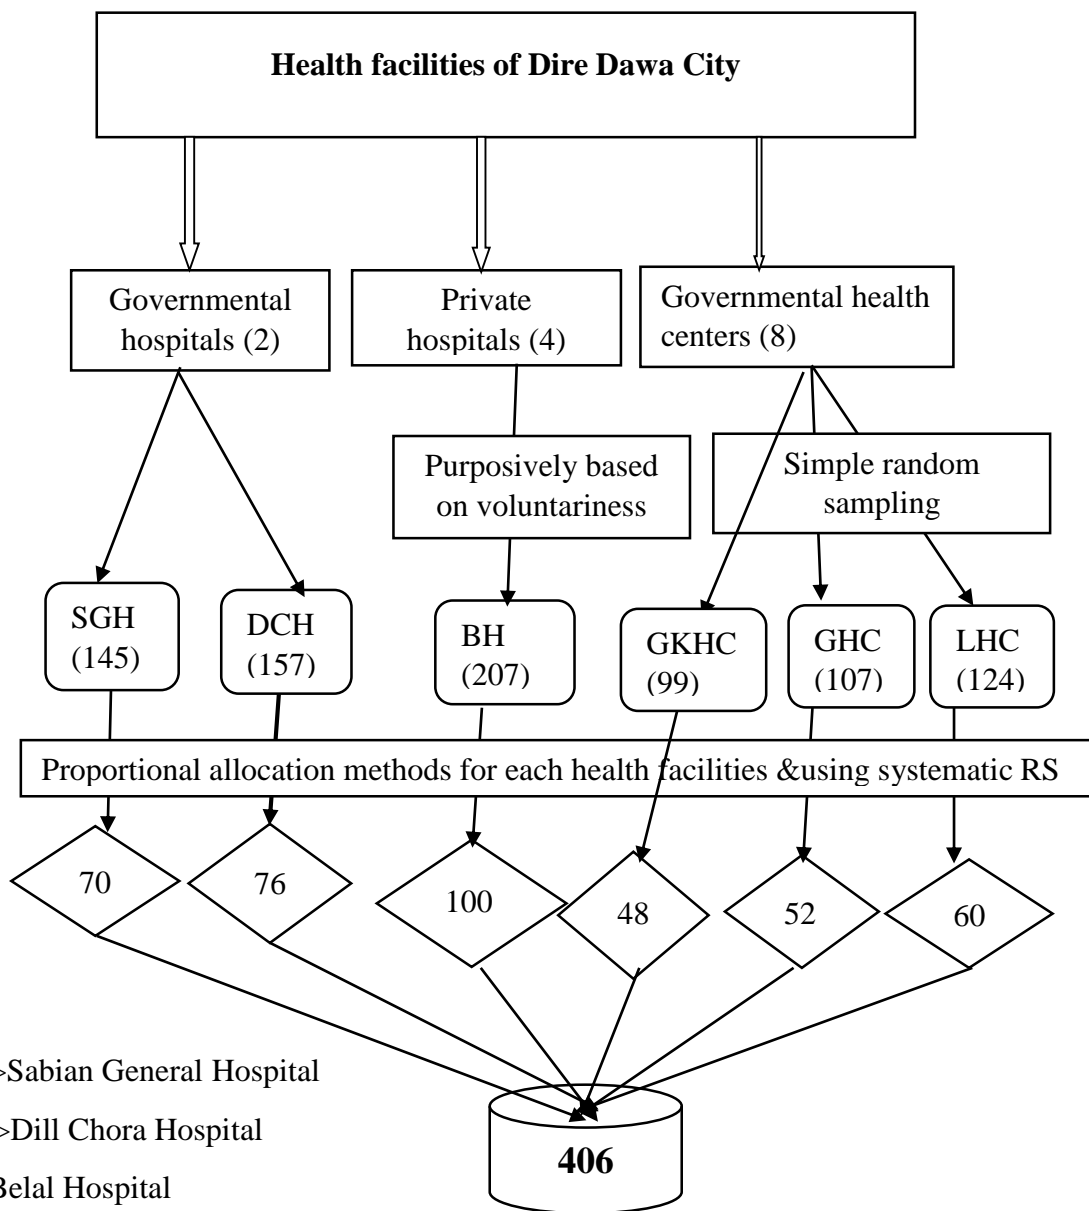 Health facilities of Dire Dawa City
Governmental
hospitals (2)
Private
hospitals (4)
Governmental health
centers (8)
Purposively based
on voluntariness
Simple random
sampling
SGH
(145)
DCH
(157)
BH
(207)
GKHC
(99)
GHC
(107)
LHC
(124)
Proportional allocation methods for each health facilities &using systematic RS
70
76
100
48
52
60
>Sabian General Hospital
>Dill Chora Hospital
Belal Hospital
406